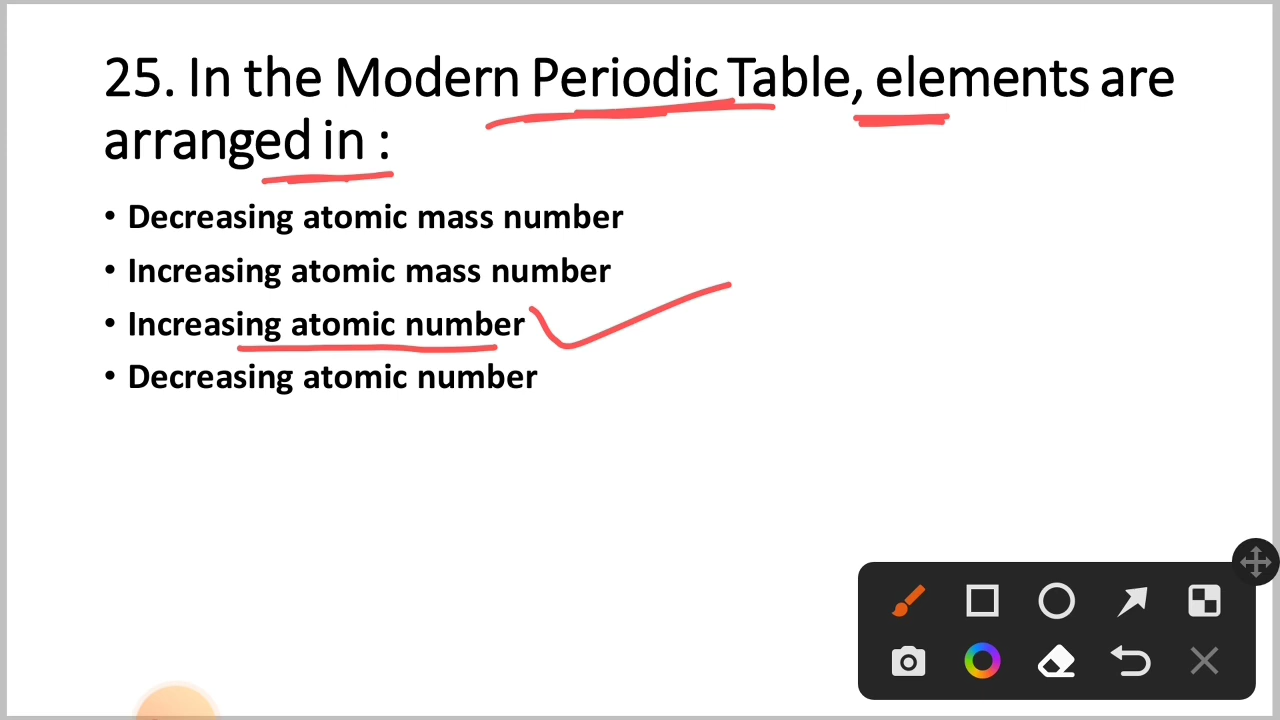 25. In the Modern Periodic Table, elements are
arranged in :
• Decreasing atomic mass number
• Increasing atomic mass number
• Increasing atomic number
• Decreasing atomic number